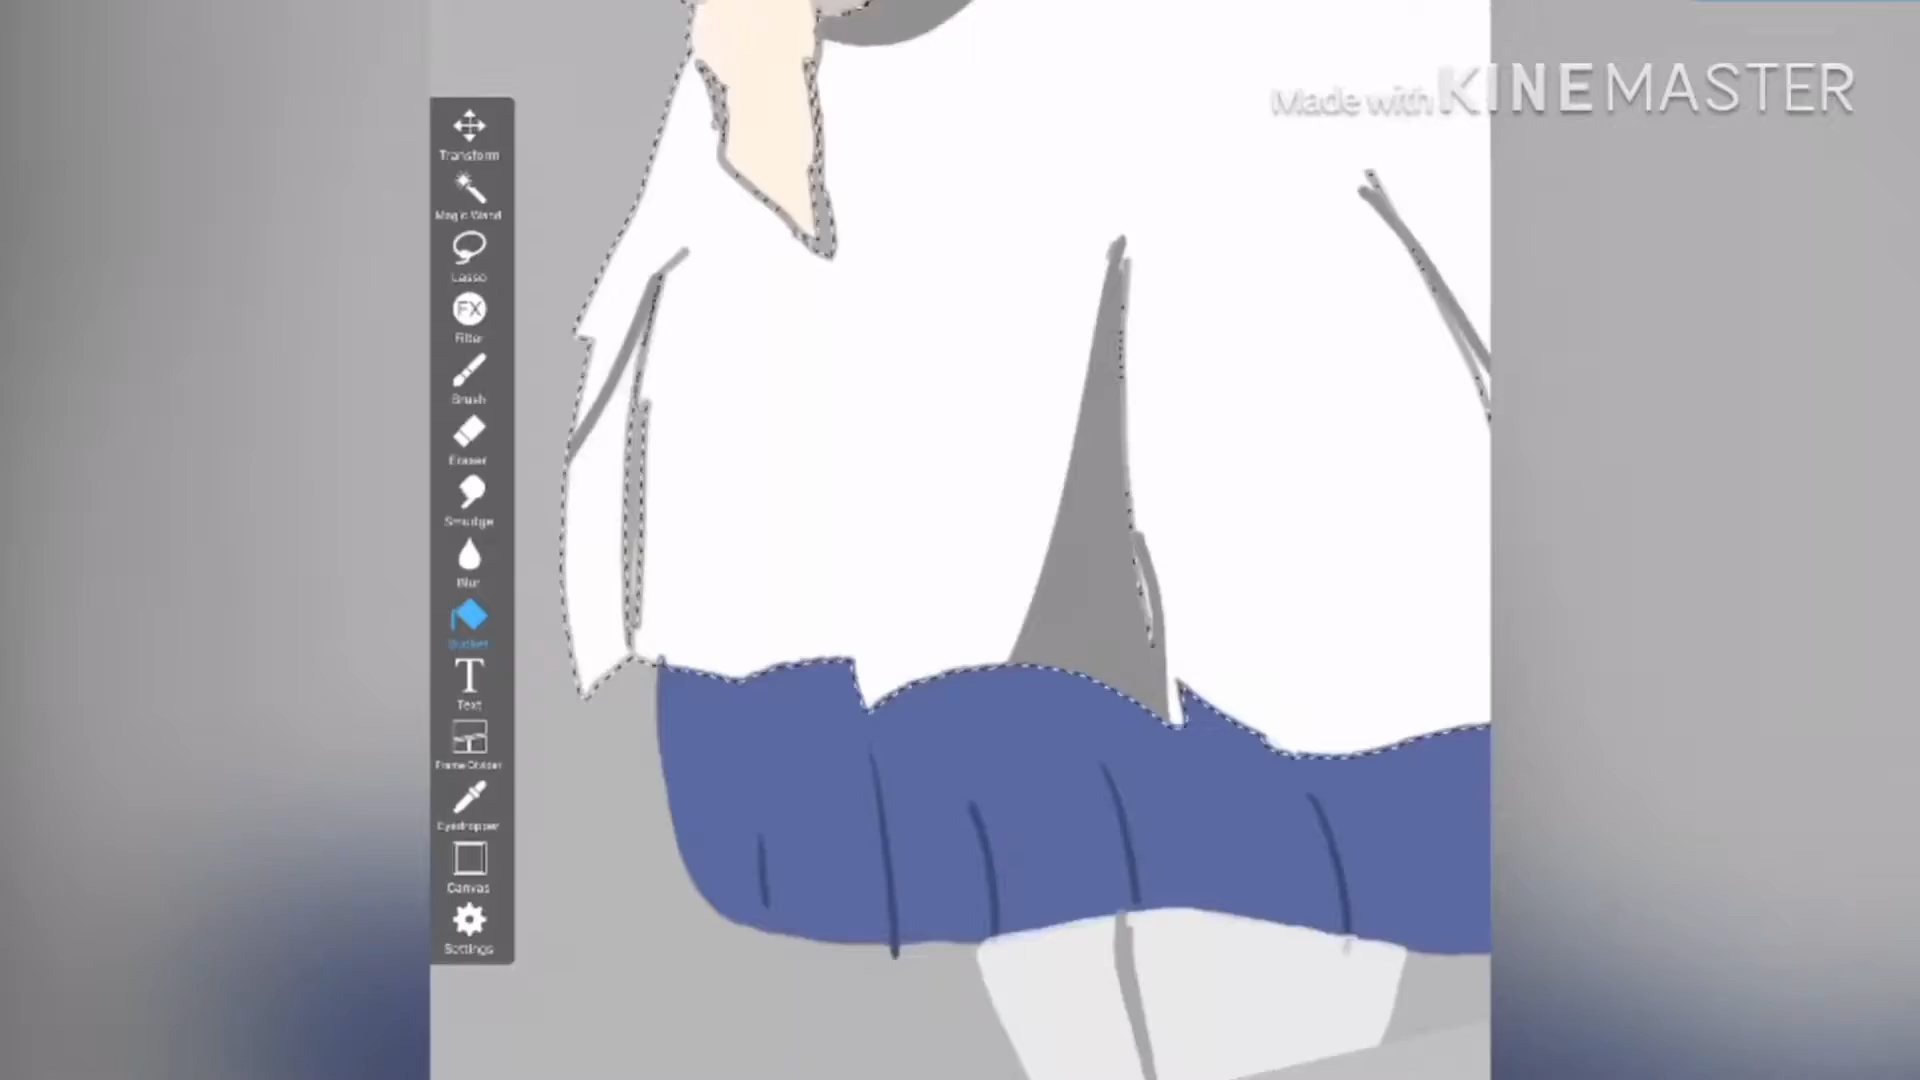 Made with KINEMASTER
Transform
Magic Wand
Lasso
FX
Filter
Brush
Eraser
Smudge
Blur
Bucket
T
Text
Frame Divider
Eyedropper
Canvas
Settings